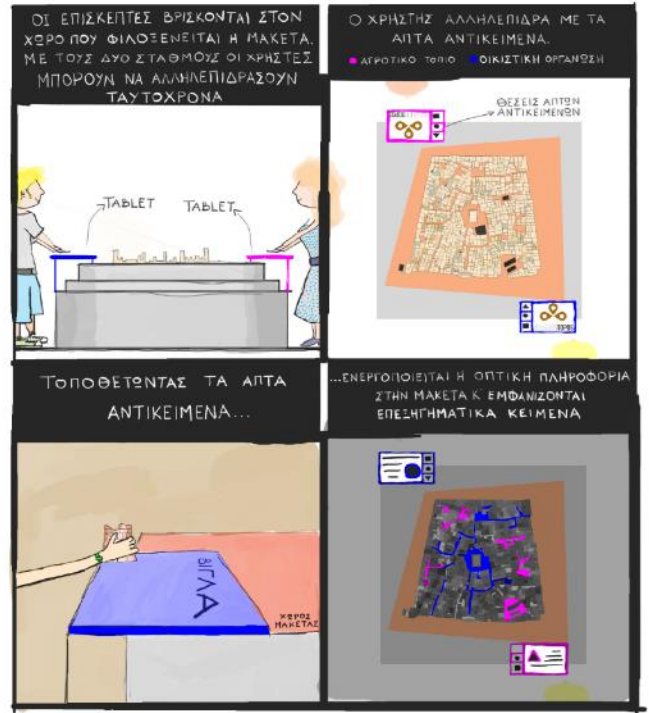 ΟΙ ΕΠΙΣΚΕΠΤΕΣ ΒΡΙΣΚΟΝΤΑΙ ΣΤΟΝ
ΧΩΡΟ ΠΟΥ ΦΙΛΟΞΕΝΕΙΤΑΙ Η ΜΑΚΕΤΑ.
ΜΕ ΤΟΥΣ ΔΥΟ ΣΤΑΘΜΟΥΣ ΟΙ ΧΡΗΣΤΕΣ
ΜΠΟΡΟΥΝ ΝΑ ΑΛΛΗΛΕΠΙΔΡΑΣΟΥΝ
ΤΑΥΤΟΧΡΟΝΑ
TABLET
TABLET
Ο ΧΡΗΣΤΗΣ ΑΛΛΗΛΕΠΙΔΡΑ ΜΕ ΤΑ
ΑΠΤΑ ΑΝΤΙΚΕΙΜΕΝΑ.
ΑΓΡΟΤΙΚΟ ΤΟΠΙΟ
ΟΙΚΙΣΤΙΚΗ ΟΡΓΑΝΩΣΗ
ΘΕΣΕΙΣ ΑΠΤΩΝ
ΑΝΤΙΚΕΙΜΕΝΩΝ
ΤΟΠΟΘΕΤΩΝΤΑΣ ΤΑ ΑΠΤΑ
ΑΝΤΙΚΕΙΜΕΝΑ...
ΒΙΓΛΑ
ΧΩΡΟΣ
ΜΑΚΕΤΑΣ
...ΕΝΕΡΓΟΠΟΙΕΙΤΑΙ Η ΟΠΤΙΚΗ ΠΛΗΡΟΦΟΡΙΑ
ΣΤΗΝ ΜΑΚΕΤΑ Κ ΕΜΦΑΝΙΖΟΝΤΑΙ
ΕΠΕΞΗΓΗΜΑΤΙΚΑ ΚΕΙΜΕΝΑ